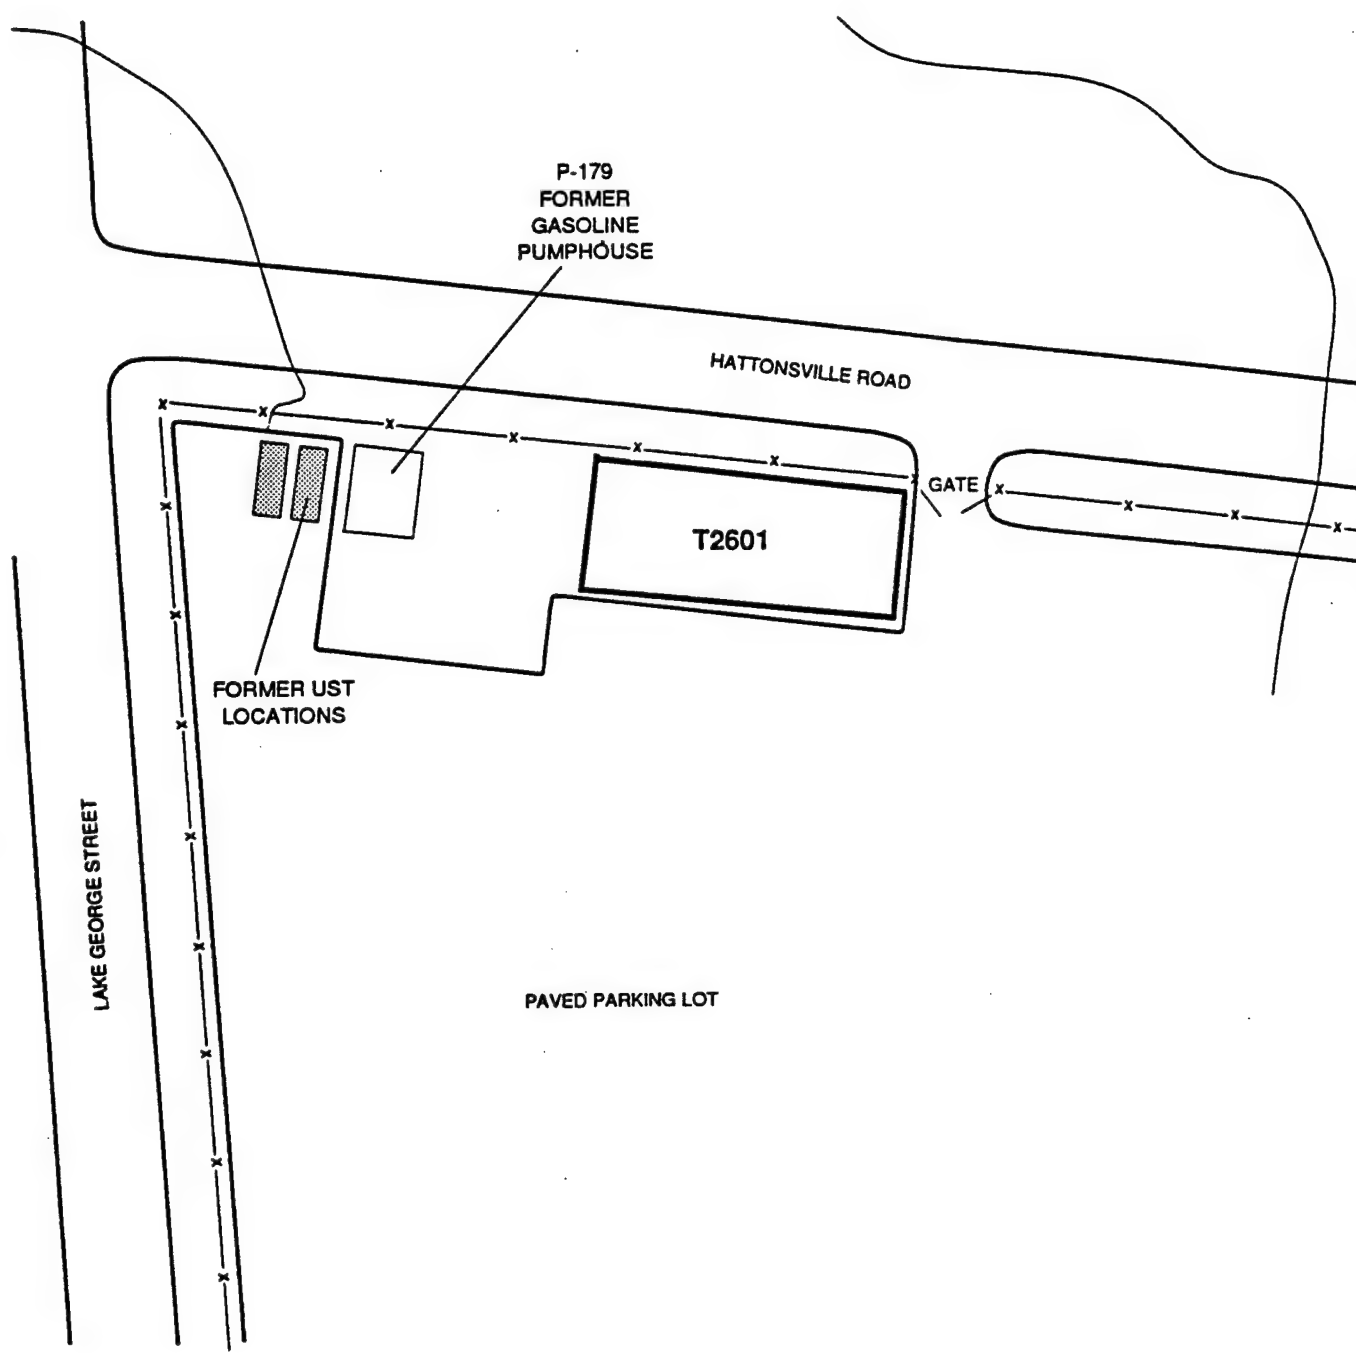 P-179
FORMER
GASOLINE
PUMPHOUSE
HATTONSVILLE ROAD
GATE
T2601
FORMER UST
LOCATIONS
LAKE GEORGE STREET
PAVED PARKING LOT